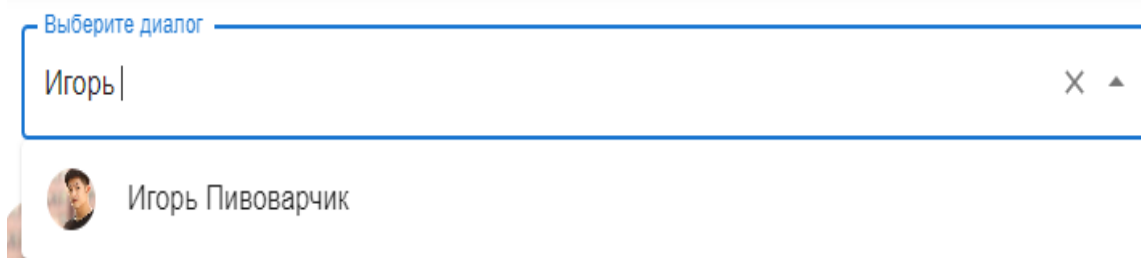 Выберите диалог
Игорь
Игорь Пивоварчик